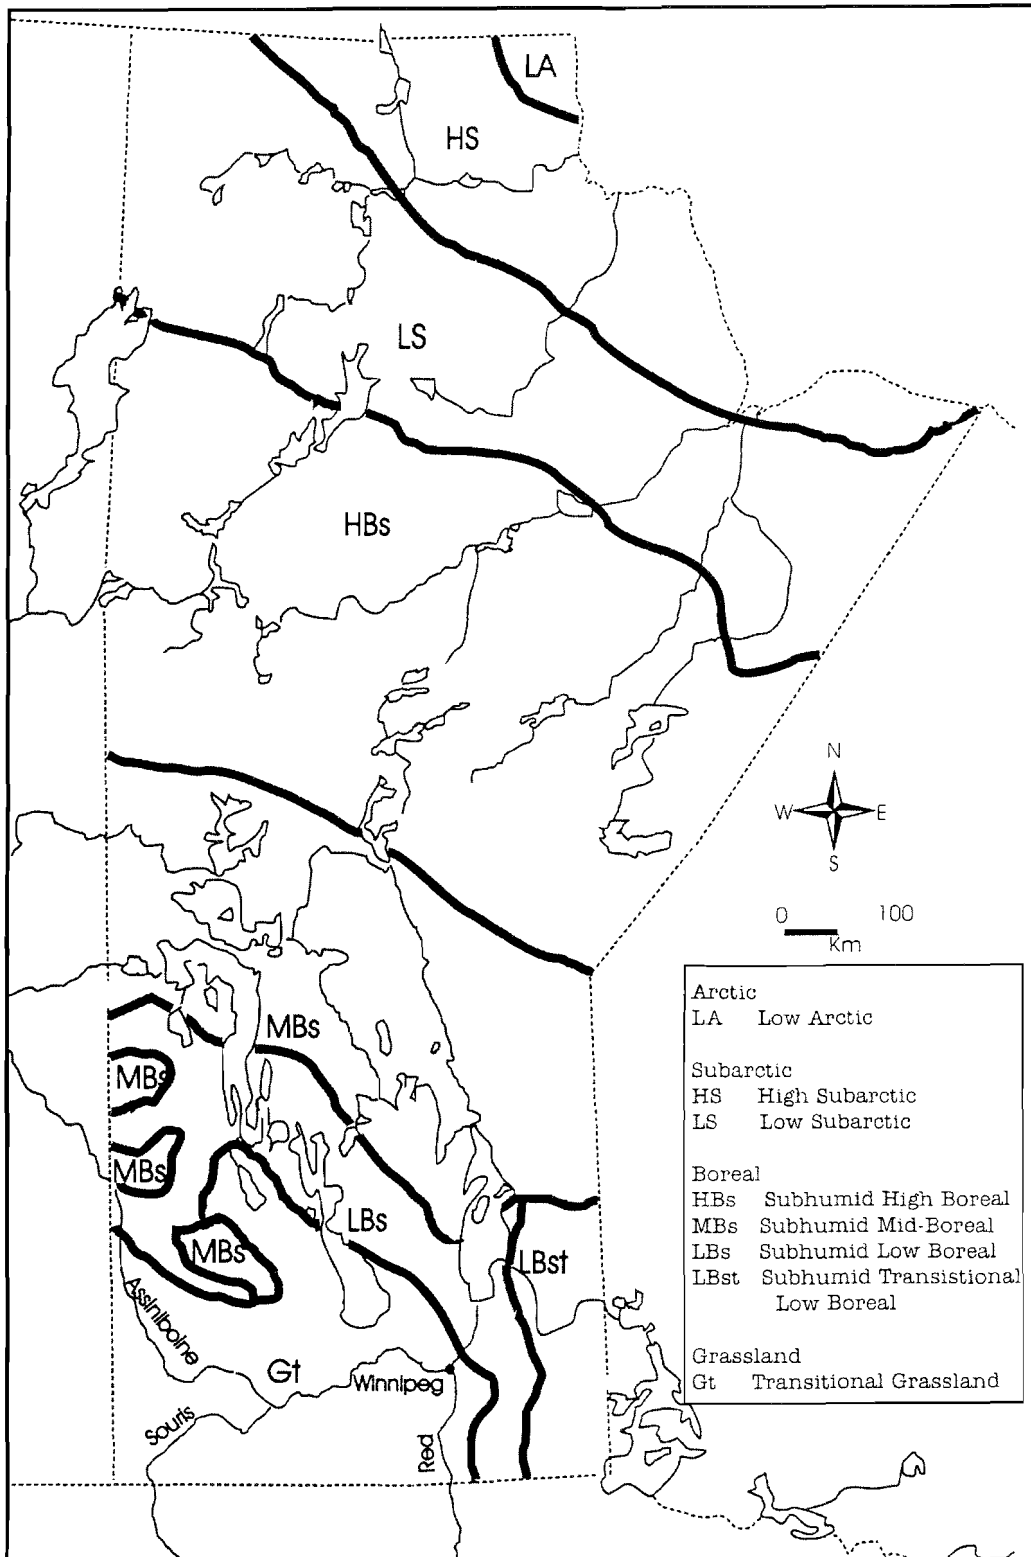 LA
HS
LS
HBs
N
W E
S
0 100
Km
MBs
MBs
MBs
LBs
MBs
LBst
Assiniboine
Gt
Winnipeg
Souris
Red
Arctic
LA Low Arctic
Subarctic
HS High Subarctic
LS Low Subarctic
Boreal
HBs Subhumid High Boreal
MBs Subhumid Mid-Boreal
LBs Subhumid Low Boreal
LBst Subhumid Transistional
Low Boreal
Grassland
Gt Transitional Grassland